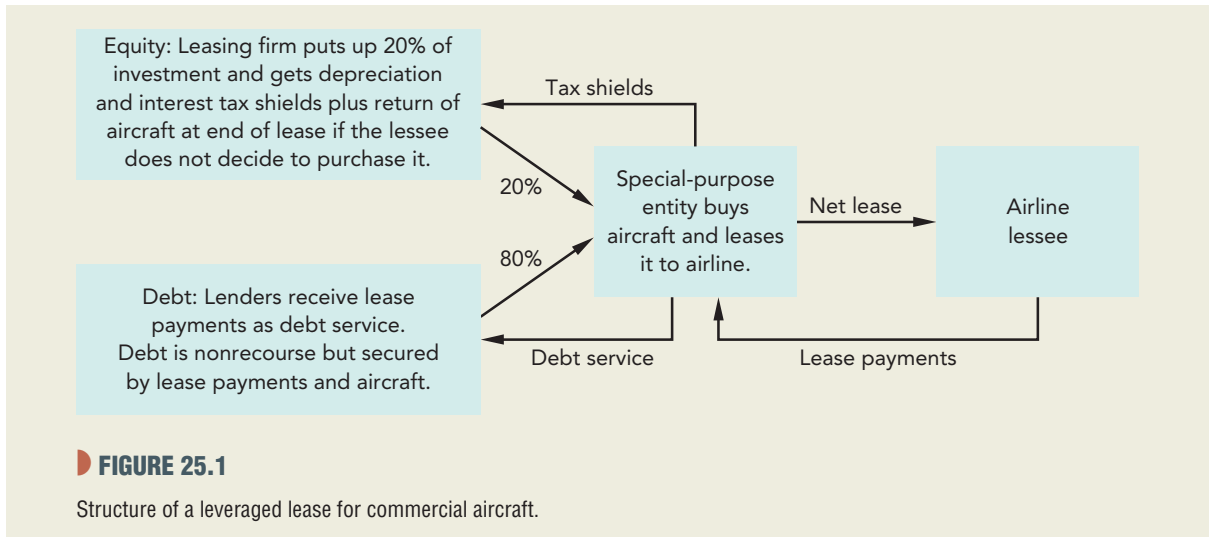 Equity: Leasing firm puts up 20% of
investment and gets depreciation
and interest tax shields plus return of
aircraft at end of lease if the lessee
does not decide to purchase it.
Tax shields
20%
Special-purpose
entity buys
aircraft and leases
it to airline.
Net lease
Airline
lessee
80%
Debt: Lenders receive lease
payments as debt service.
Debt is nonrecourse but secured
by lease payments and aircraft.
Debt service
Lease payments
FIGURE 25.1
Structure of a leveraged lease for commercial aircraft.